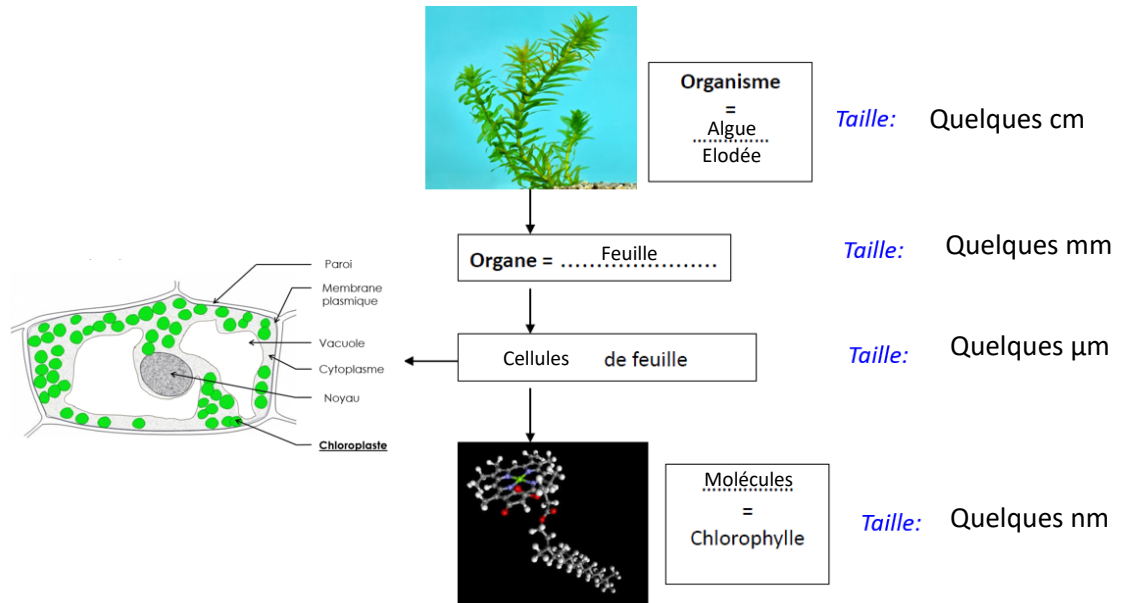 Organisme
=
Algue
...............
Elodée
Taille: Quelques cm
Organe = Feuille
.......................
Taille: Quelques mm
Paroi
Membrane
plasmique
Vacuole
Cytoplasme
Noyau
Chloroplaste
Cellules de feuille
Taille: Quelques µm
Molécules
=
Chlorophylle
Taille: Quelques nm